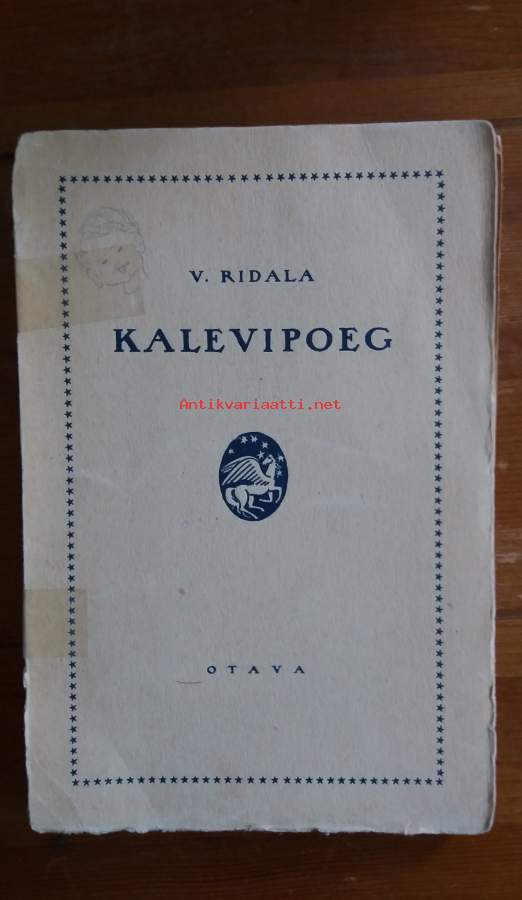 V. RIDALA
KALEVIPOEG
Antikvariaatti.net
OTAVA